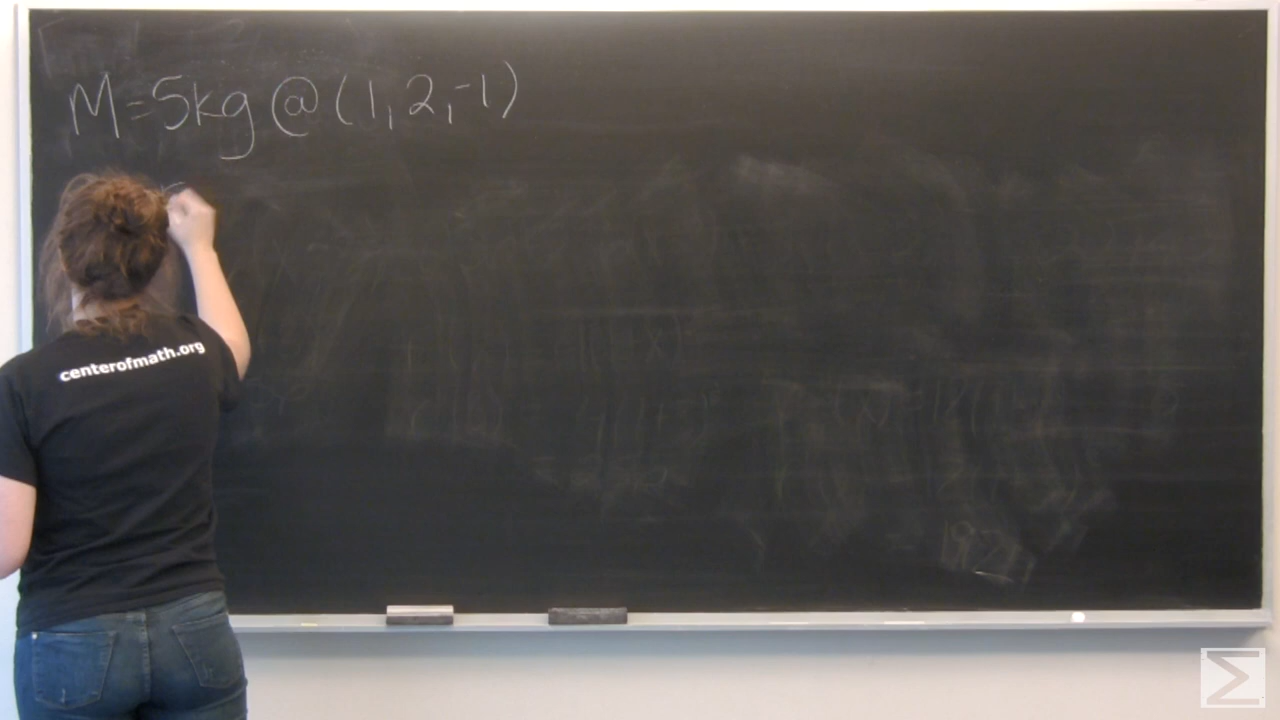 M=5kg @ (1, 2, -1)
centerofmath.org